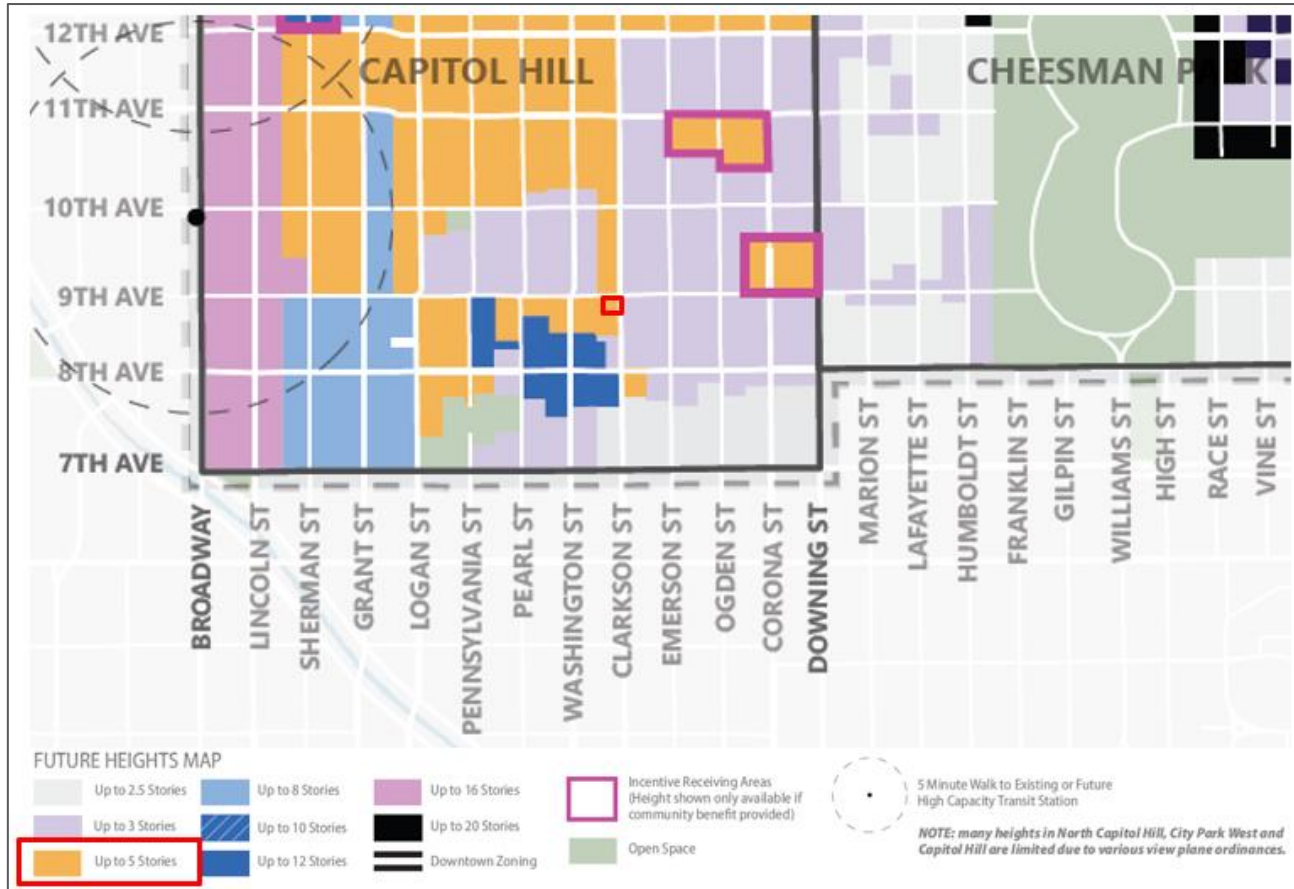 12TH AVE
CAPITOL HILL
CHEESMAN PARK
11TH AVE
10TH AVE
9TH AVE
8TH AVE
7TH AVE
BROADWAY
LINCOLN ST
SHERMAN ST
GRANT ST
LOGAN ST
PENNSYLVANIA ST
PEARL ST
WASHINGTON ST
CLARKSON ST
EMERSON ST
OGDEN ST
CORONA ST
DOWNING ST
MARION ST
LAFAYETTE ST
HUMBOLDT ST
FRANKLIN ST
GILPIN ST
WILLIAMS ST
HIGH ST
RACE ST
VINE ST
FUTURE HEIGHTS MAP
Up to 2.5 Stories
Up to 3 Stories
Up to 5 Stories
Up to 8 Stories
Up to 10 Stories
Up to 12 Stories
Up to 16 Stories
Up to 20 Stories
Downtown Zoning
Incentive Receiving Areas
(Height shown only available if
community benefit provided)
Open Space
5 Minute Walk to Existing or Future
High Capacity Transit Station
NOTE: many heights in North Capitol Hill, City Park West and
Capitol Hill are limited due to various view plane ordinances.